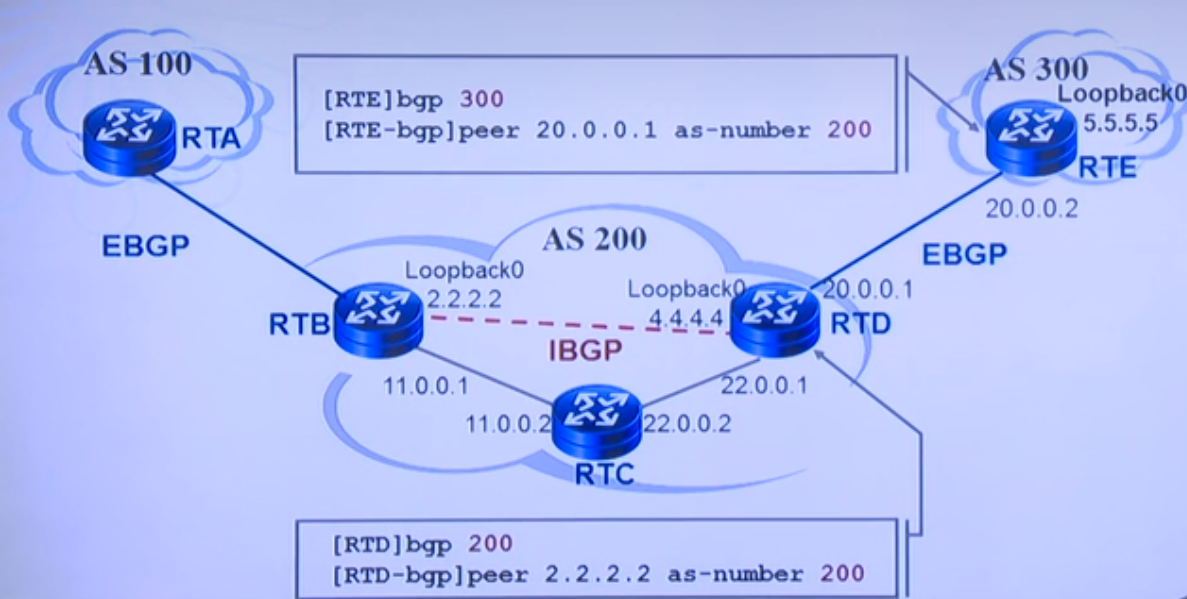 AS 100
RTA
[RTE]bgp 300
[RTE-bgp]peer 20.0.0.1 as-number 200
AS 300
Loopback0
5.5.5.5
RTE
20.0.0.2
EBGP
EBGP
AS 200
Loopback0
2.2.2.2
RTB
Loopback0
4.4.4.4
20.0.0.1
RTD
IBGP
11.0.0.1
22.0.0.1
11.0.0.2
22.0.0.2
RTC
[RTD]bgp 200
[RTD-bgp]peer 2.2.2.2 as-number 200